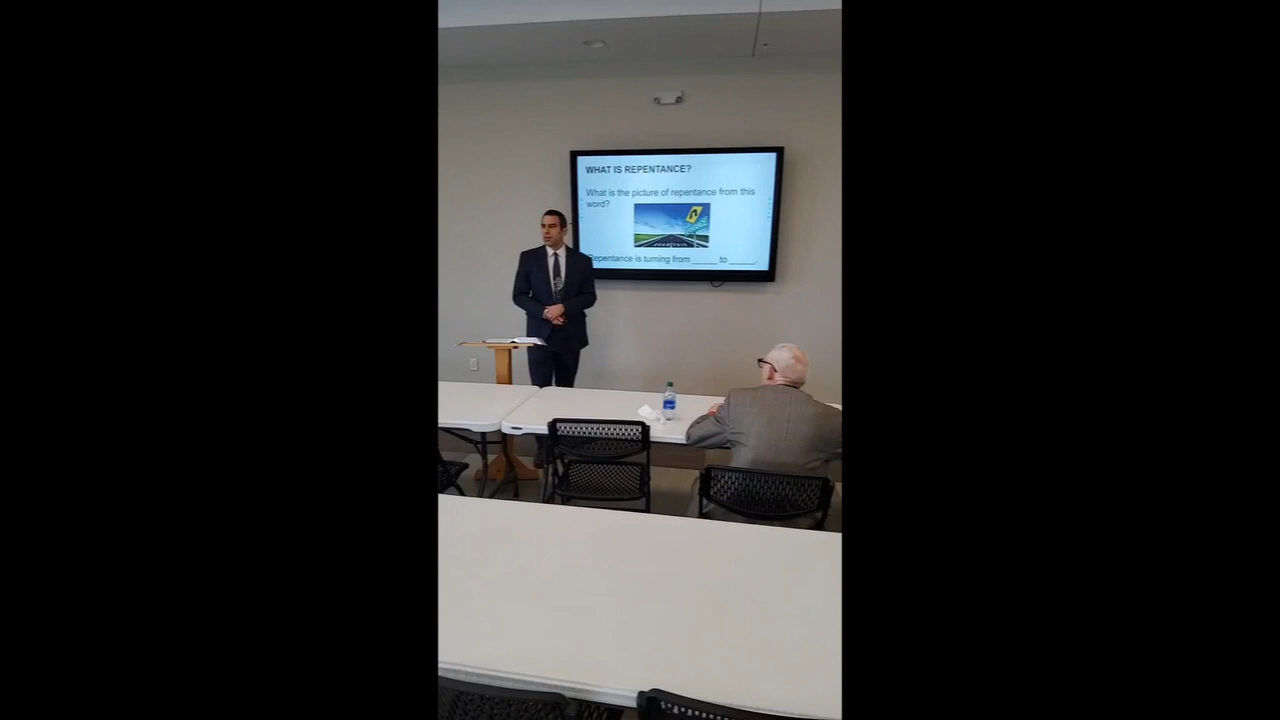 WHAT IS REPENTANCE?
What is the picture of repentance from this
word?
Repentance is turning from _____ to _____.